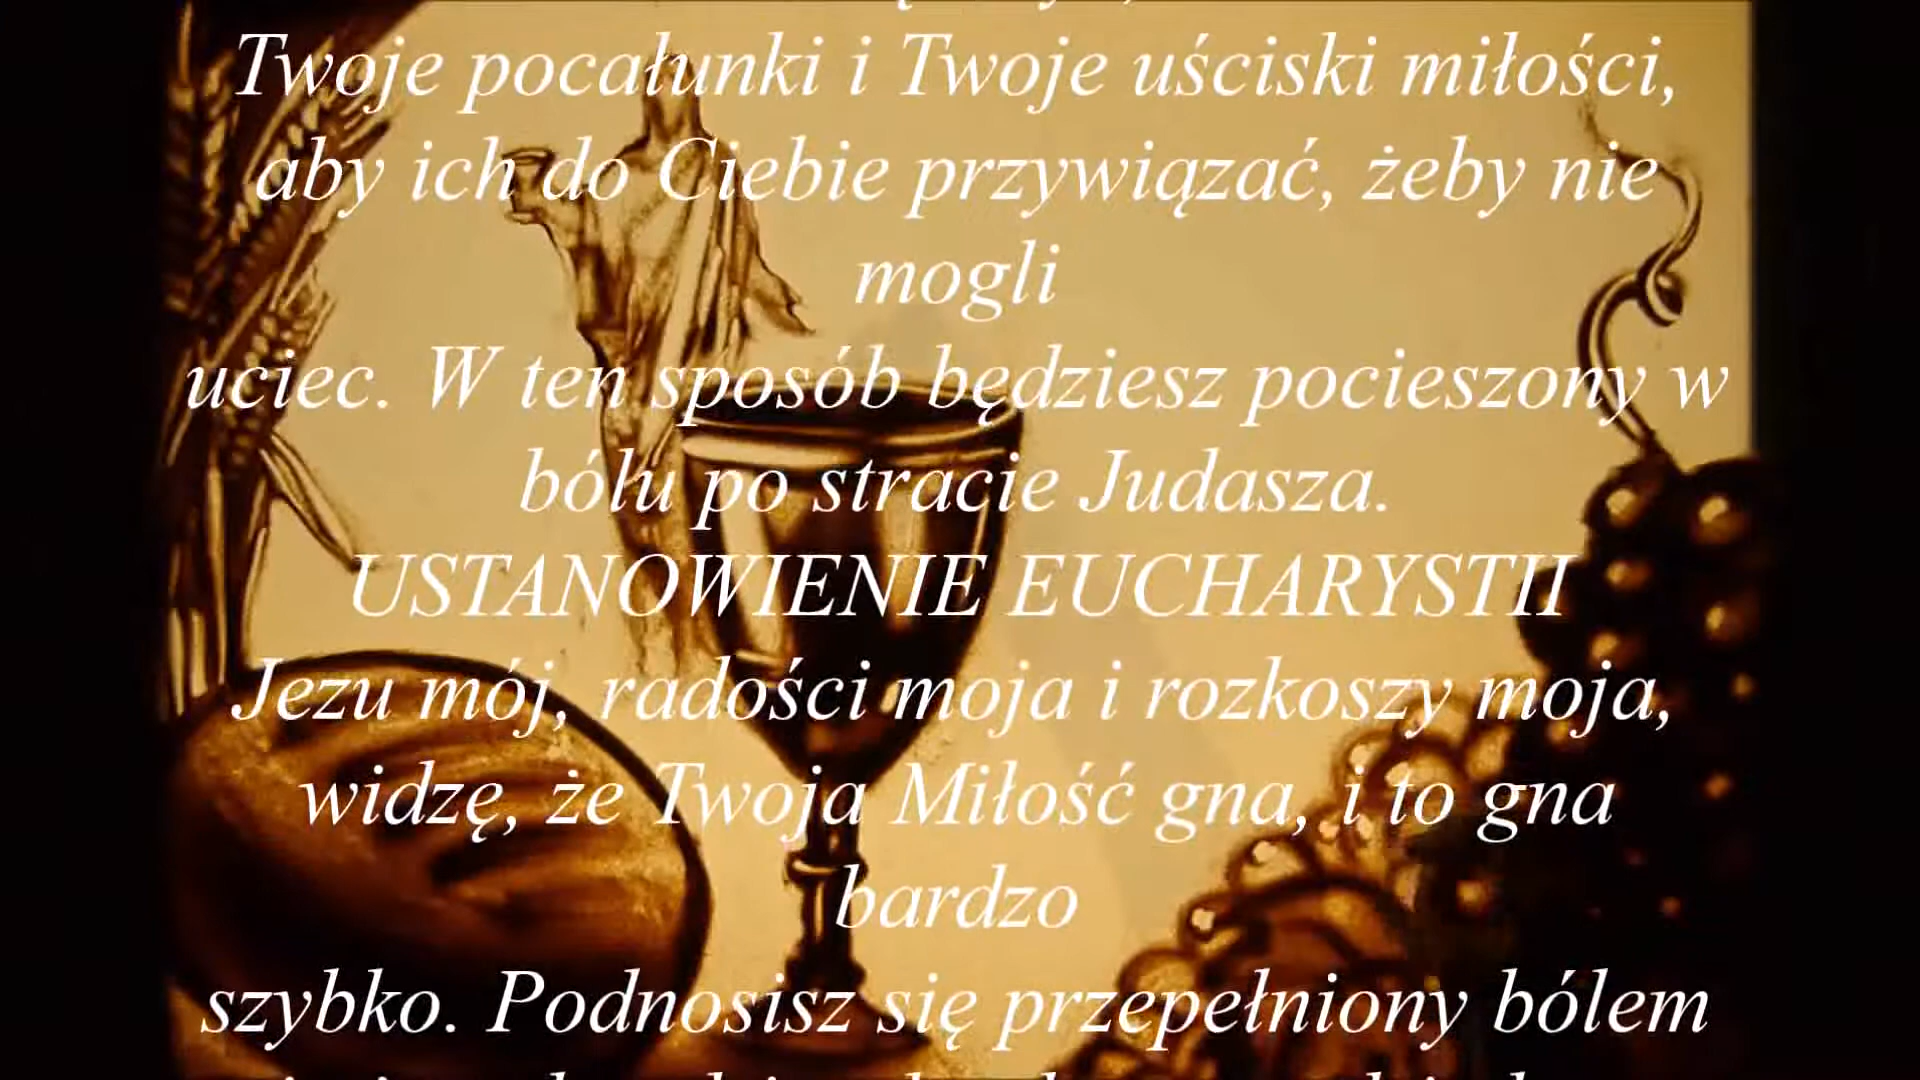 Twoje pocałunki i Twoje uściski miłości,
aby ich do Ciebie przywiązać, żeby nie
mogli
uciec. W ten sposób będziesz pocieszony w
bólu po stracie Judasza.
USTANOWIENIE EUCHARYSTII
Jezu mój, radości moja i rozkoszy moja,
widzę, że Twoja Miłość gna, i to gna
bardzo
szybko. Podnosisz się przepełniony bólem